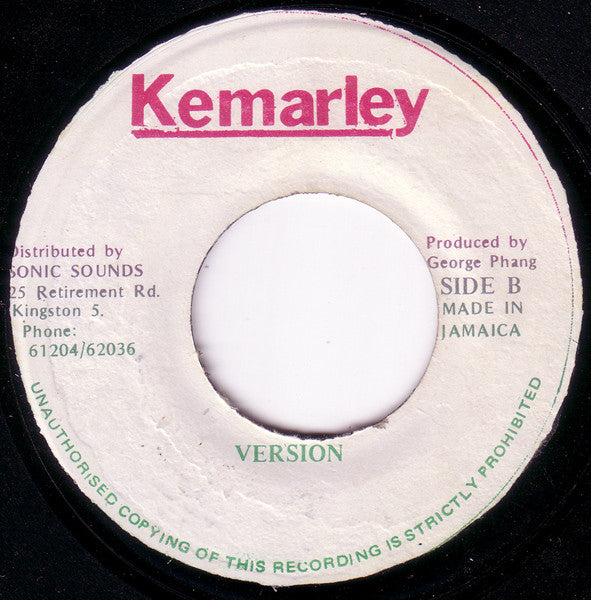 Kemarley
Distributed by
SONIC SOUNDS
25 Retirement Rd.
Kingston 5.
Phone:
61204/62036
Produced by
George Phang
SIDE B
MADE IN
JAMAICA
VERSION
UNAUTHORISED COPYING OF THIS RECORDING IS STRICTLY PROHIBITED